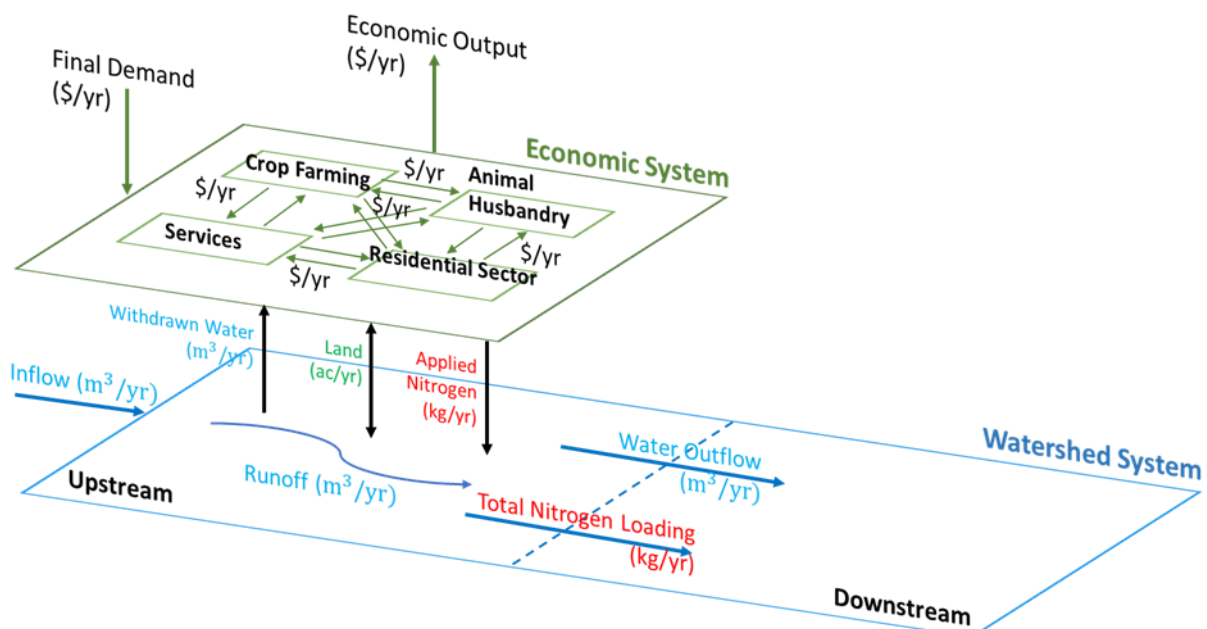 Economic Output
($/yr)
Final Demand
($/yr)
Economic System
Crop Farming
$/yr
Animal
Husbandry
$/yr
$/yr
Services
Residential Sector
$/yr
$/yr
Withdrawn Water
(m³/yr)
Land
(ac/yr)
Applied
Nitrogen
(kg/yr)
Inflow (m³/yr)
Water Outflow
(m³/yr)
Watershed System
Runoff (m³/yr)
Upstream
Total Nitrogen Loading
(kg/yr)
Downstream